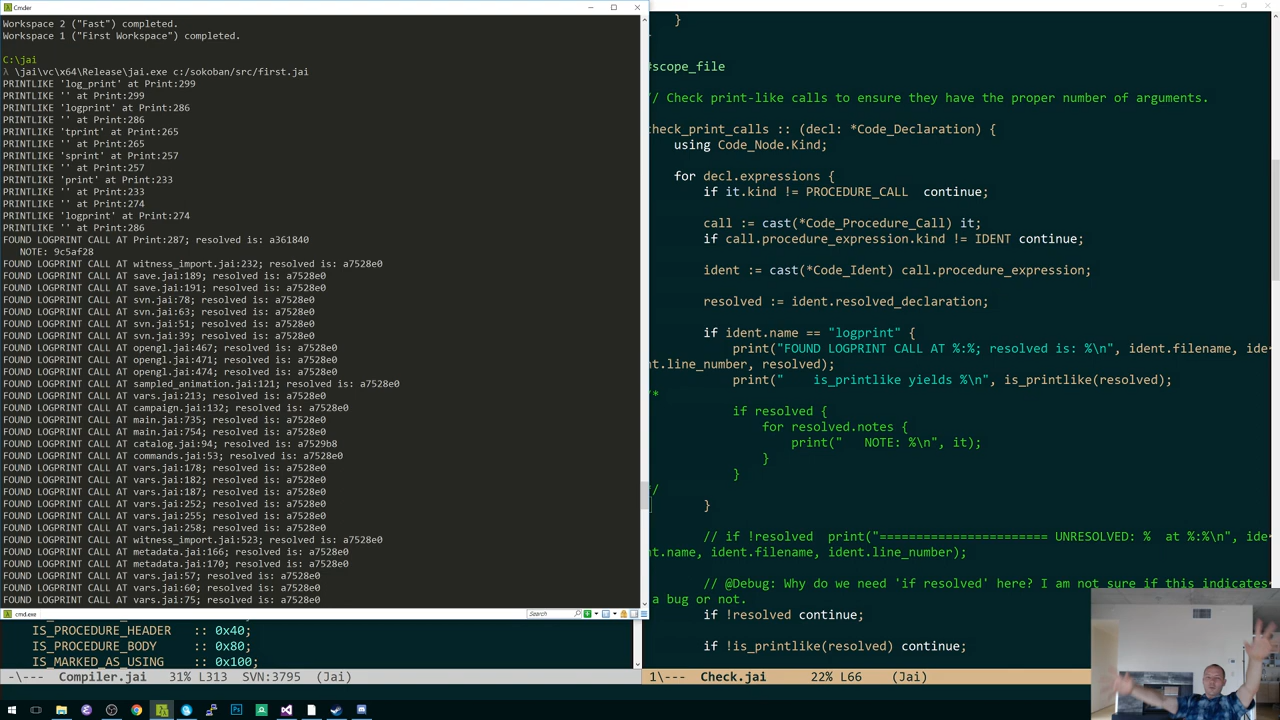 Cmder
Workspace 2 ("Fast") completed.
Workspace 1 ("First Workspace") completed.
C:\jai
λ \jai\vc\x64\Release\jai.exe c:/sokoban/src/first.jai
PRINTLIKE 'log_print' at Print:299
PRINTLIKE '' at Print:299
PRINTLIKE 'logprint' at Print:286
PRINTLIKE '' at Print:286
PRINTLIKE 'tprint' at Print:265
PRINTLIKE '' at Print:265
PRINTLIKE 'sprint' at Print:257
PRINTLIKE '' at Print:257
PRINTLIKE 'print' at Print:233
PRINTLIKE '' at Print:233
PRINTLIKE '' at Print:274
PRINTLIKE 'logprint' at Print:274
PRINTLIKE '' at Print:286
FOUND LOGPRINT CALL AT Print:287; resolved is: a361840
NOTE: 9c5af28
FOUND LOGPRINT CALL AT witness_import.jai:232; resolved is: a7528e0
FOUND LOGPRINT CALL AT save.jai:189; resolved is: a7528e0
FOUND LOGPRINT CALL AT save.jai:191; resolved is: a7528e0
FOUND LOGPRINT CALL AT svn.jai:78; resolved is: a7528e0
FOUND LOGPRINT CALL AT svn.jai:63; resolved is: a7528e0
FOUND LOGPRINT CALL AT svn.jai:51; resolved is: a7528e0
FOUND LOGPRINT CALL AT svn.jai:39; resolved is: a7528e0
FOUND LOGPRINT CALL AT opengl.jai:467; resolved is: a7528e0
FOUND LOGPRINT CALL AT opengl.jai:471; resolved is: a7528e0
FOUND LOGPRINT CALL AT opengl.jai:474; resolved is: a7528e0
FOUND LOGPRINT CALL AT sampled_animation.jai:121; resolved is: a7528e0
FOUND LOGPRINT CALL AT vars.jai:213; resolved is: a7528e0
FOUND LOGPRINT CALL AT campaign.jai:132; resolved is: a7528e0
FOUND LOGPRINT CALL AT main.jai:735; resolved is: a7528e0
FOUND LOGPRINT CALL AT main.jai:754; resolved is: a7528e0
FOUND LOGPRINT CALL AT catalog.jai:94; resolved is: a7529b8
FOUND LOGPRINT CALL AT commands.jai:53; resolved is: a7528e0
FOUND LOGPRINT CALL AT vars.jai:178; resolved is: a7528e0
FOUND LOGPRINT CALL AT vars.jai:182; resolved is: a7528e0
FOUND LOGPRINT CALL AT vars.jai:187; resolved is: a7528e0
FOUND LOGPRINT CALL AT vars.jai:252; resolved is: a7528e0
FOUND LOGPRINT CALL AT vars.jai:255; resolved is: a7528e0
FOUND LOGPRINT CALL AT vars.jai:258; resolved is: a7528e0
FOUND LOGPRINT CALL AT witness_import.jai:523; resolved is: a7528e0
FOUND LOGPRINT CALL AT metadata.jai:166; resolved is: a7528e0
FOUND LOGPRINT CALL AT metadata.jai:170; resolved is: a7528e0
FOUND LOGPRINT CALL AT vars.jai:57; resolved is: a7528e0
FOUND LOGPRINT CALL AT vars.jai:60; resolved is: a7528e0
FOUND LOGPRINT CALL AT vars.jai:75; resolved is: a7528e0
cmd.exe
Search
IS_PROCEDURE_HEADER :: 0x40;
IS_PROCEDURE_BODY :: 0x80;
IS_MARKED_AS_USING :: 0x100;
-\--- Compiler.jai 31% L313 SVN:3795 (Jai)
}
#scope_file
// Check print-like calls to ensure they have the proper number of arguments.
check_print_calls :: (decl: *Code_Declaration) {
using Code_Node.Kind;
for decl.expressions {
if it.kind != PROCEDURE_CALL continue;
call := cast(*Code_Procedure_Call) it;
if call.procedure_expression.kind != IDENT continue;
ident := cast(*Code_Ident) call.procedure_expression;
resolved := ident.resolved_declaration;
if ident.name == "logprint" {
print("FOUND LOGPRINT CALL AT %:%; resolved is: %\n", ident.filename, ide
nt.line_number, resolved);
print("    is_printlike yields %\n", is_printlike(resolved);
/*
if resolved {
for resolved.notes {
print("   NOTE: %\n", it);
}
}
*/
}
// if !resolved print("======================= UNRESOLVED: % at %:%\n", ide
nt.name, ident.filename, ident.line_number);
// @Debug: Why do we need 'if resolved' here? I am not sure if this indicates
a bug or not.
if !resolved continue;
if !is_printlike(resolved) continue;
1\--- Check.jai 22% L66 (Jai)